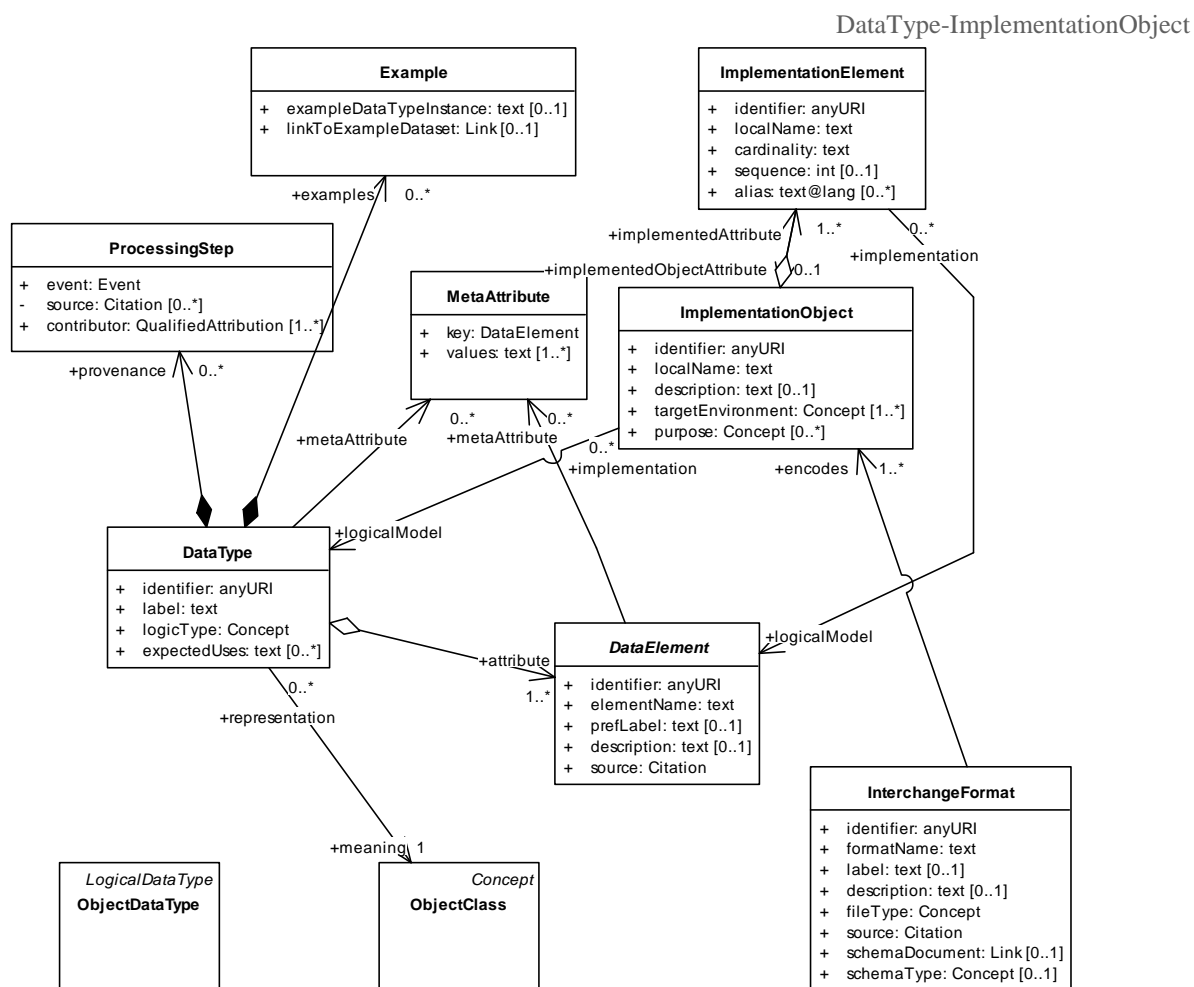 DataType-ImplementationObject
Example
+ exampleDataTypeInstance: text [0..1]
+ linkToExampleDataset: Link [0..1]
ImplementationElement
+ identifier: anyURI
+ localName: text
+ cardinality: text
+ sequence: int [0..1]
+ alias: text@lang [0..*]
+examples 0..*
ProcessingStep
+ event: Event
- source: Citation [0..*]
+ contributor: QualifiedAttribution [1..*]
+implementedAttribute 1..*
0..*
+implementation
+implementedObjectAttribute 0..1
MetaAttribute
+ key: DataElement
+ values: text [1..*]
ImplementationObject
+ identifier: anyURI
+ localName: text
+ description: text [0..1]
+ targetEnvironment: Concept [1..*]
+ purpose: Concept [0..*]
+provenance 0..*
0..* 0..*
+metaAttribute
+metaAttribute
0..*
+implementation
+encodes 1..*
+logicalModel
DataType
+ identifier: anyURI
+ label: text
+ logicType: Concept
+ expectedUses: text [0..*]
+attribute
1..*
DataElement
+ identifier: anyURI
+ elementName: text
+ prefLabel: text [0..1]
+ description: text [0..1]
+ source: Citation
+logicalModel
0..*
+representation
+meaning 1
InterchangeFormat
+ identifier: anyURI
+ formatName: text
+ label: text [0..1]
+ description: text [0..1]
+ fileType: Concept
+ source: Citation
+ schemaDocument: Link [0..1]
+ schemaType: Concept [0..1]
LogicalDataType
ObjectDataType
Concept
ObjectClass